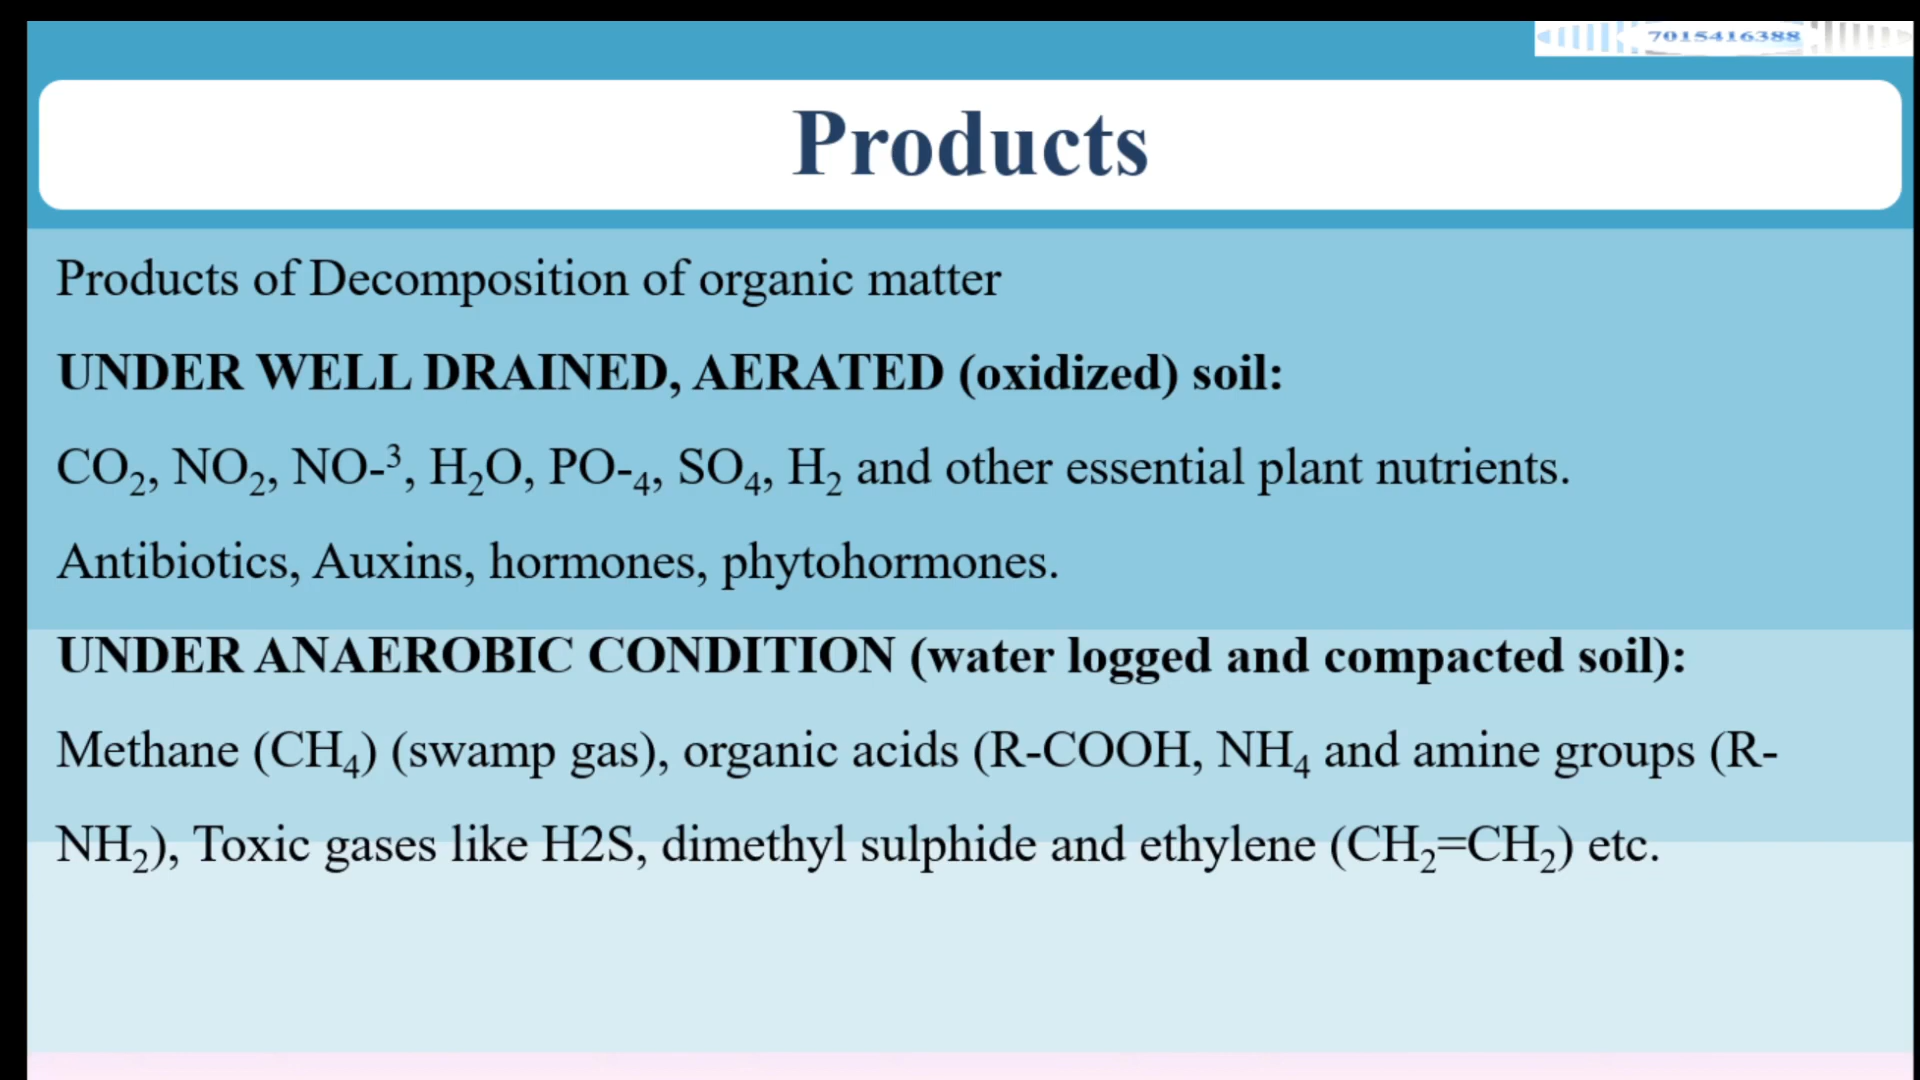 7015416388
Products
Products of Decomposition of organic matter
UNDER WELL DRAINED, AERATED (oxidized) soil:
CO₂, NO₂, NO-³, H₂O, PO-₄, SO₄, H₂ and other essential plant nutrients.
Antibiotics, Auxins, hormones, phytohormones.
UNDER ANAEROBIC CONDITION (water logged and compacted soil):
Methane (CH₄) (swamp gas), organic acids (R-COOH, NH₄ and amine groups (R-
NH₂), Toxic gases like H2S, dimethyl sulphide and ethylene (CH₂=CH₂) etc.